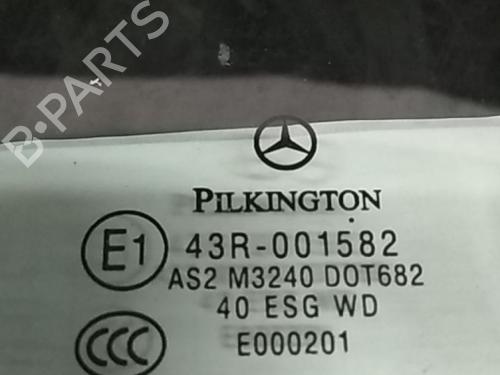 B-PARTS
PILKINGTON
E1
43R-001582
AS2 M3240 DOT682
40 ESG WD
CCC
E000201